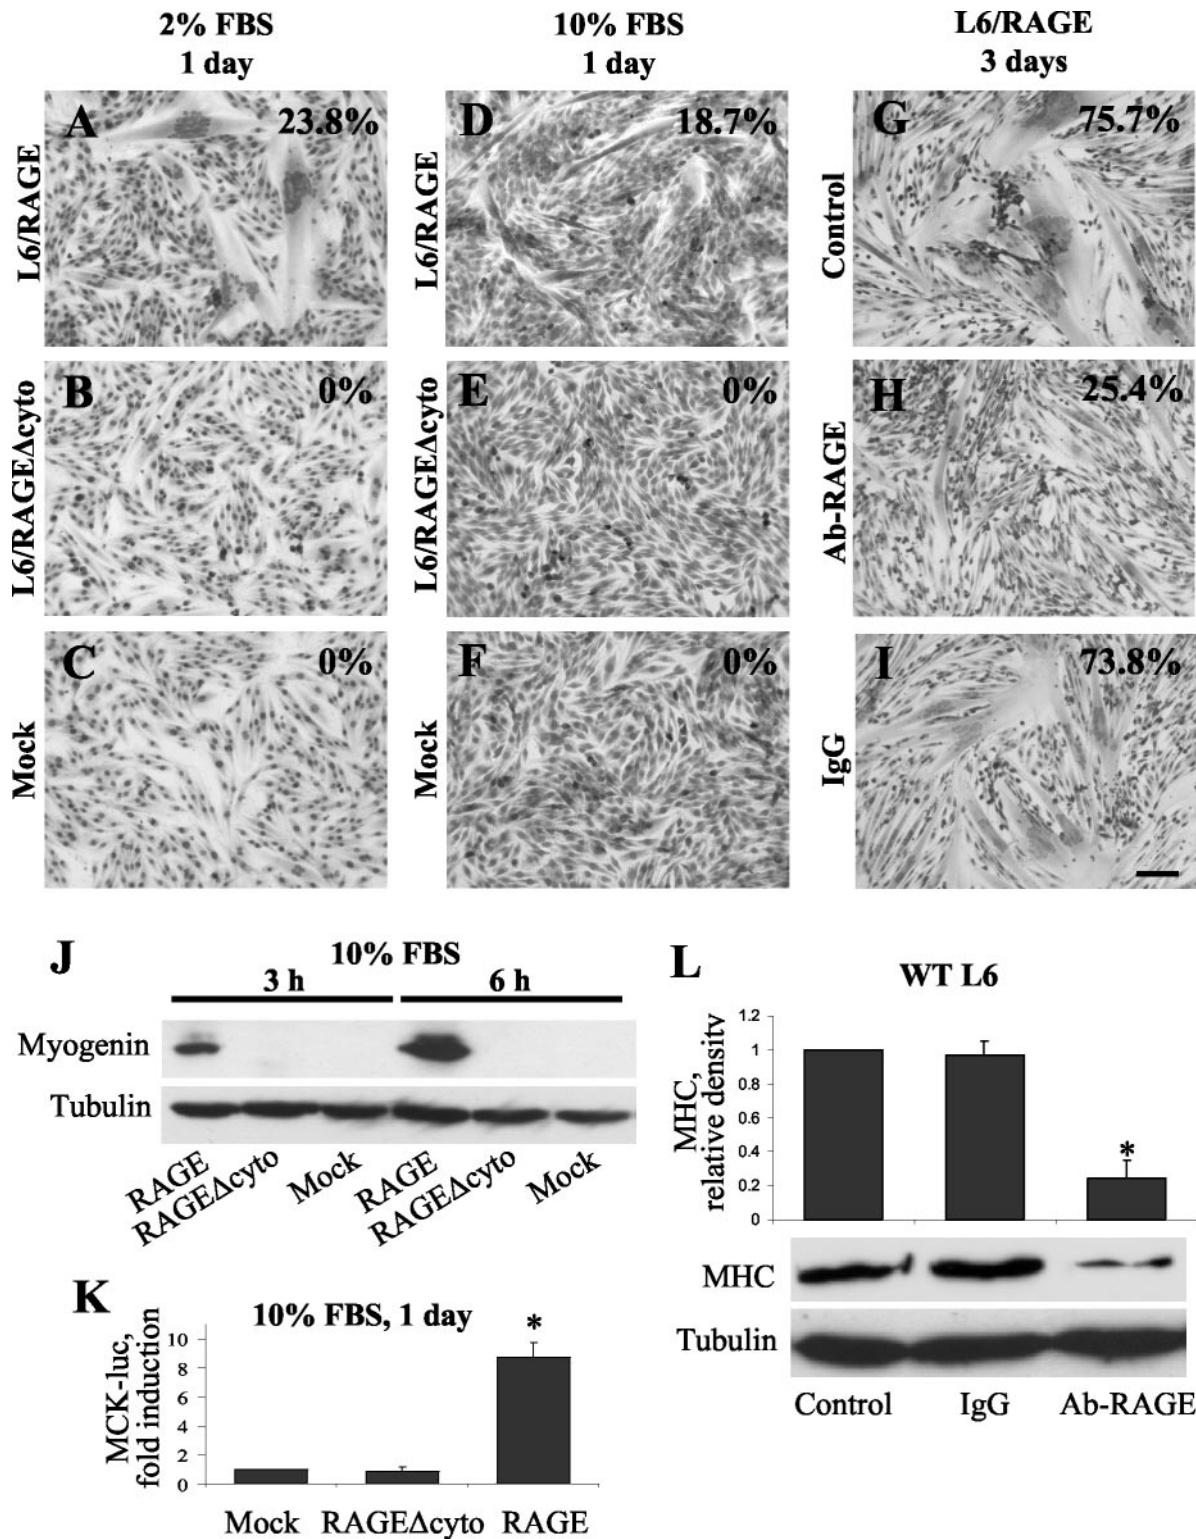 2% FBS
1 day
10% FBS
1 day
L6/RAGE
3 days
L6/RAGE
A
23.8%
L6/RAGE
D
18.7%
Control
G
75.7%
L6/RAGEΔcyto
B
0%
L6/RAGEΔcyto
E
0%
Ab-RAGE
H
25.4%
Mock
C
0%
Mock
F
0%
IgG
I
73.8%
J
10% FBS
3 h
6 h
Myogenin
Tubulin
RAGE
RAGEΔcyto
Mock
RAGE
RAGEΔcyto
Mock
K
10% FBS, 1 day
MCK-luc,
fold induction
10
8
6
4
2
0
*
Mock
RAGEΔcyto
RAGE
L
WT L6
MHC,
relative density
1.2
1
0.8
0.6
0.4
0.2
0
*
MHC
Tubulin
Control
IgG
Ab-RAGE